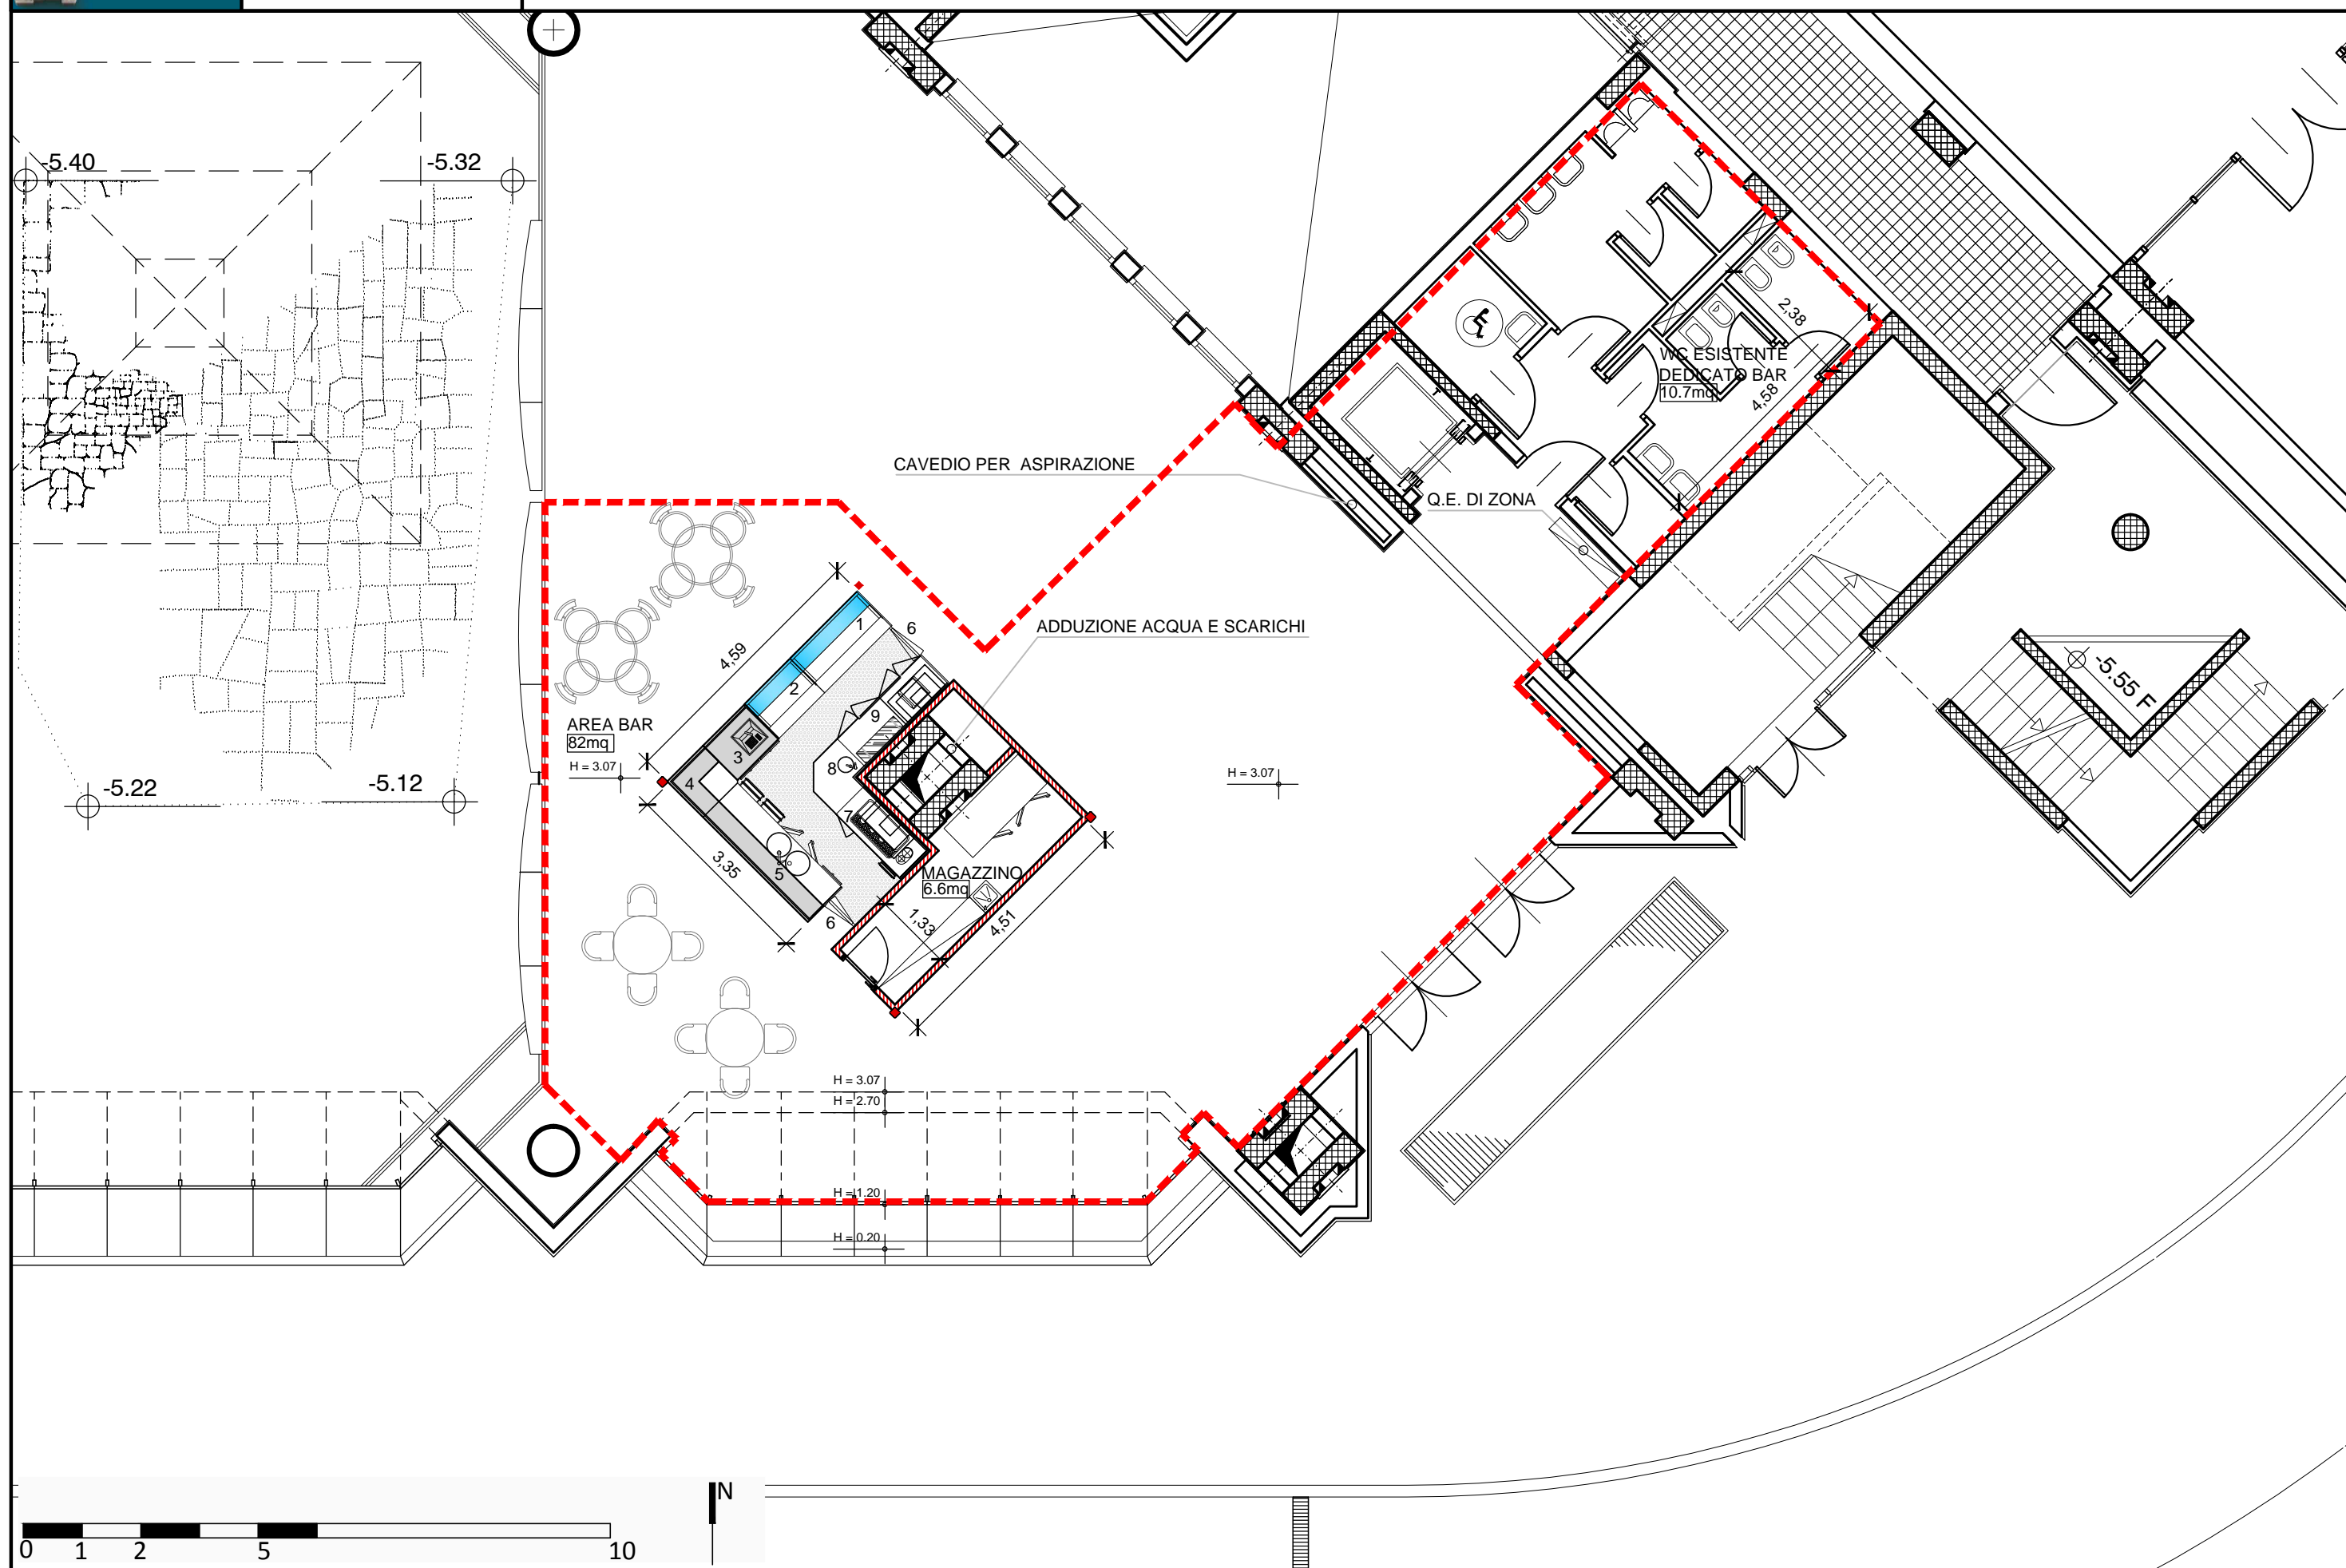 -5.40
-5.32
2,38
WC ESISTENTE
DEDICATO BAR
10.7mq
4,58
CAVEDIO PER  ASPIRAZIONE
Q.E. DI ZONA
ADDUZIONE ACQUA E SCARICHI
1
6
4,59
2
9
AREA BAR
82mq
3
H = 3.07
8
4
H = 3.07
-5.55 F
-5.22
-5.12
7
3,35
5
MAGAZZINO
6.6mq
6
1,33
4,51
H = 3.07
H = 2.70
H = 1.20
H = 0.20
N
0 1 2 5 10